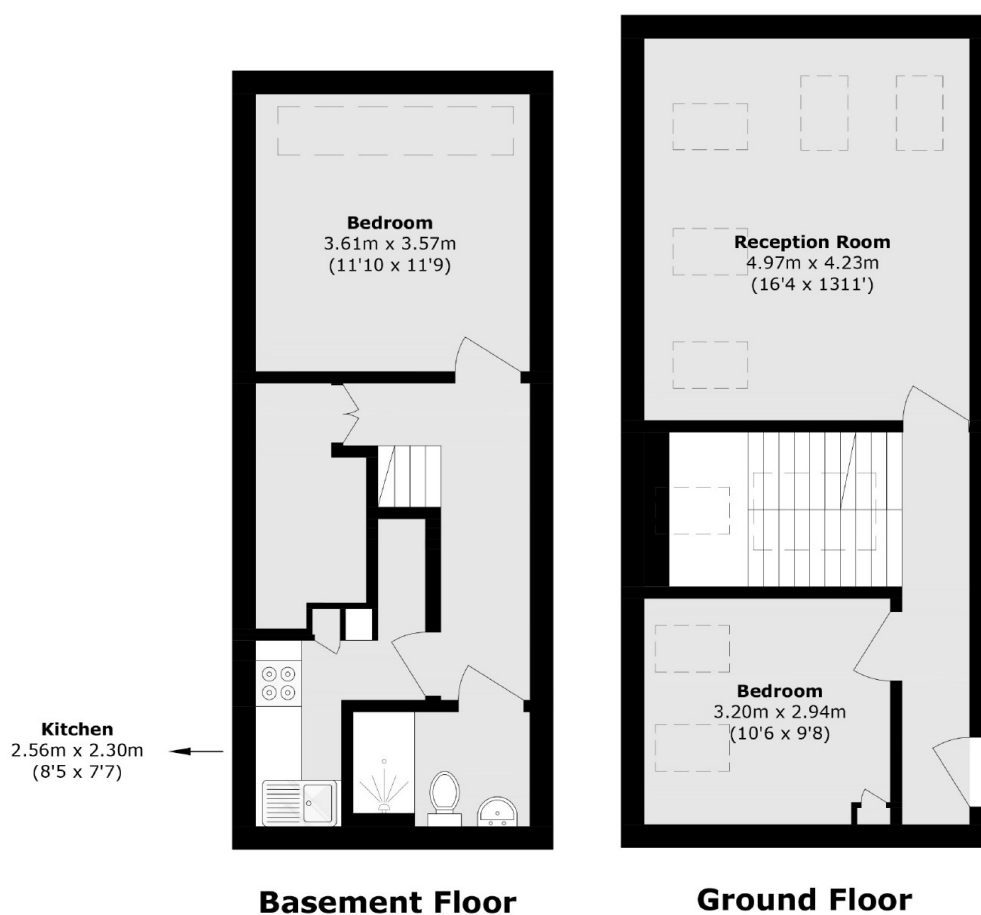 Bedroom
3.61m x 3.57m
(11'10 x 11'9)
Kitchen
2.56m x 2.30m
(8'5 x 7'7)
Basement Floor
Reception Room
4.97m x 4.23m
(16'4 x 1311')
Bedroom
3.20m x 2.94m
(10'6 x 9'8)
Ground Floor